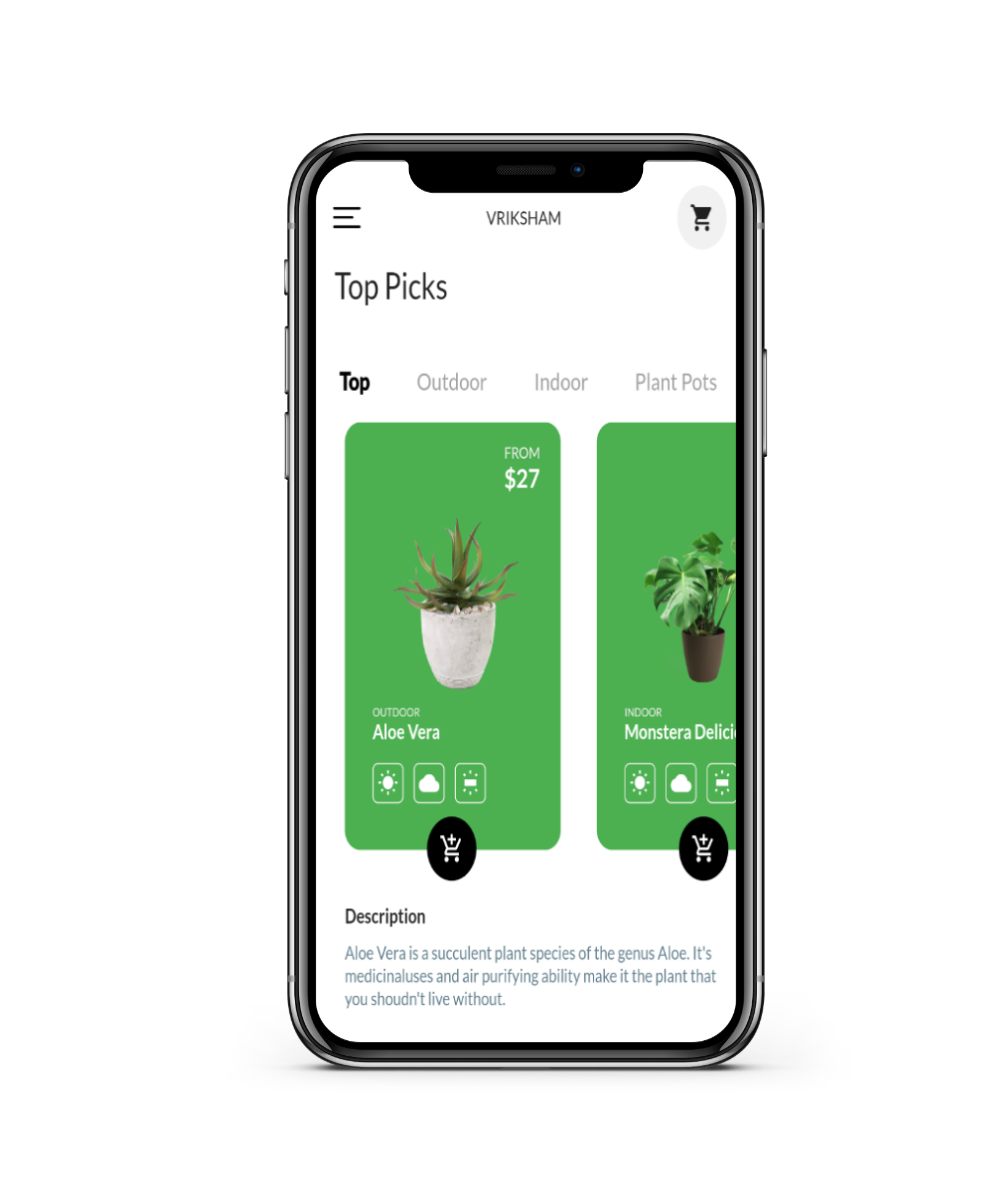 VRIKSHAM
Top Picks
Top Outdoor Indoor Plant Pots
FROM
$27
OUTDOOR
Aloe Vera
INDOOR
Monstera Delici
Description
Aloe Vera is a succulent plant species of the genus Aloe. It's
medicinaluses and air purifying ability make it the plant that
you shoudn't live without.